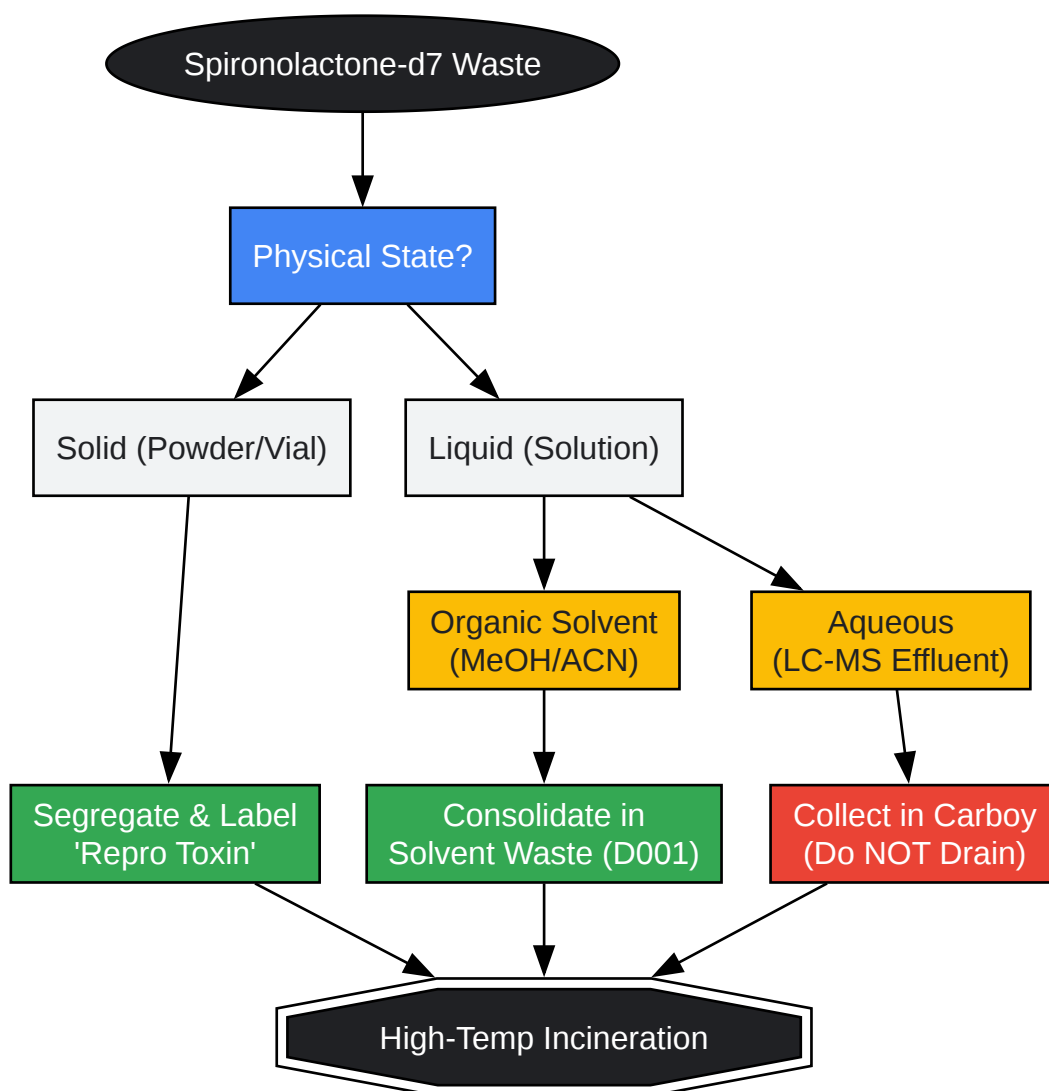 Spironolactone-d7 Waste
Physical State?
Solid (Powder/Vial)
Liquid (Solution)
Organic Solvent
(MeOH/ACN)
Aqueous
(LC-MS Effluent)
Segregate & Label
'Repro Toxin'
Consolidate in
Solvent Waste (D001)
Collect in Carboy
(Do NOT Drain)
High-Temp Incineration